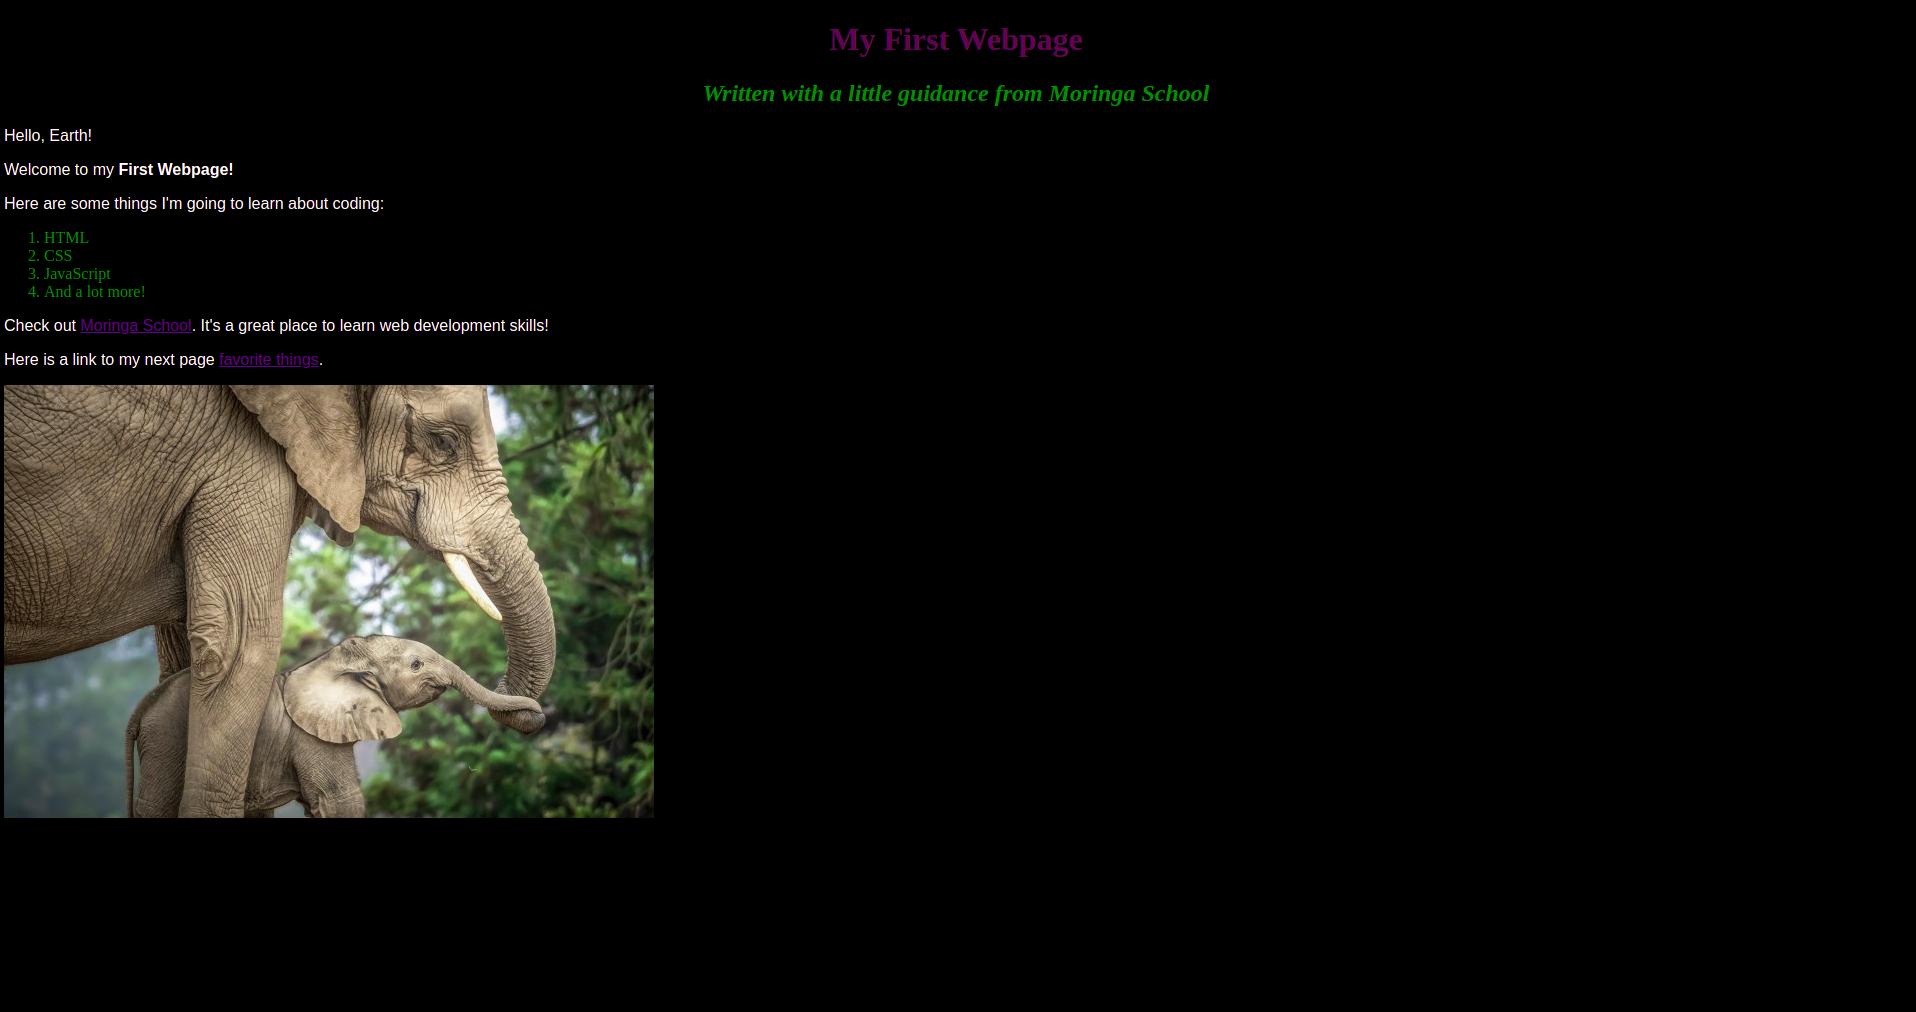 My First Webpage
Written with a little guidance from Moringa School
Hello, Earth!
Welcome to my First Webpage!
Here are some things I'm going to learn about coding:
1. HTML
2. CSS
3. JavaScript
4. And a lot more!
Check out Moringa School. It's a great place to learn web development skills!
Here is a link to my next page favorite things.